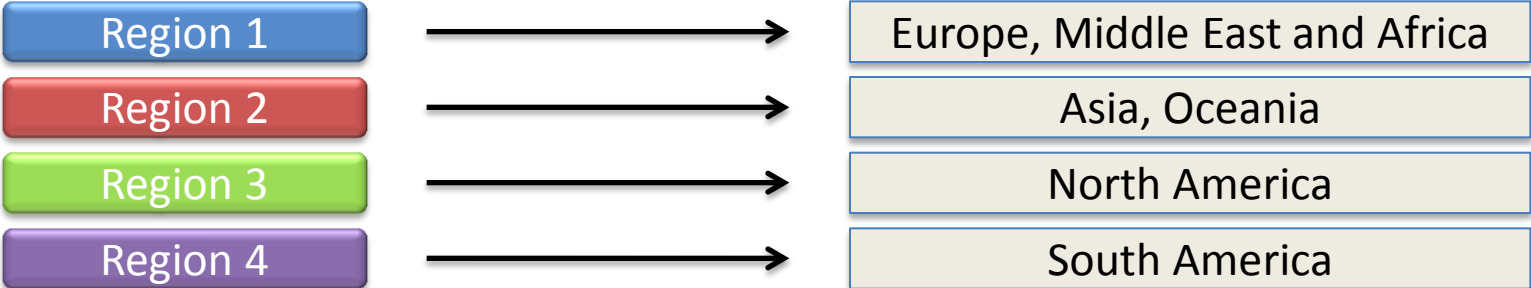 Region 1
Europe, Middle East and Africa
Region 2
Asia, Oceania
Region 3
North America
Region 4
South America